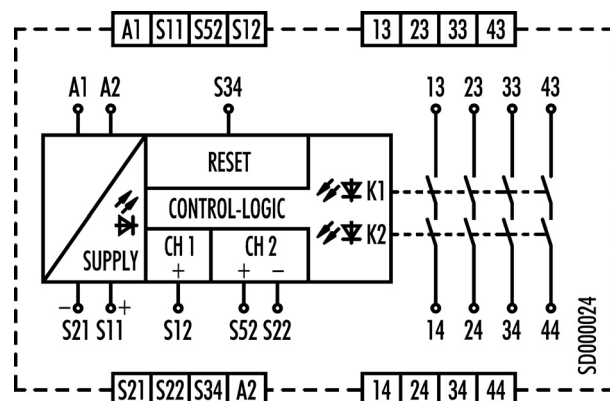 A1 S11 S52 S12 13 23 33 43
A1 A2 S34 13 23 33 43
RESET
K1
CONTROL-LOGIC
K2
SUPPLY CH 1 CH 2
+ + −
− +
S21 S11 S12 S52 S22 14 24 34 44
SD000024
S21 S22 S34 A2 14 24 34 44